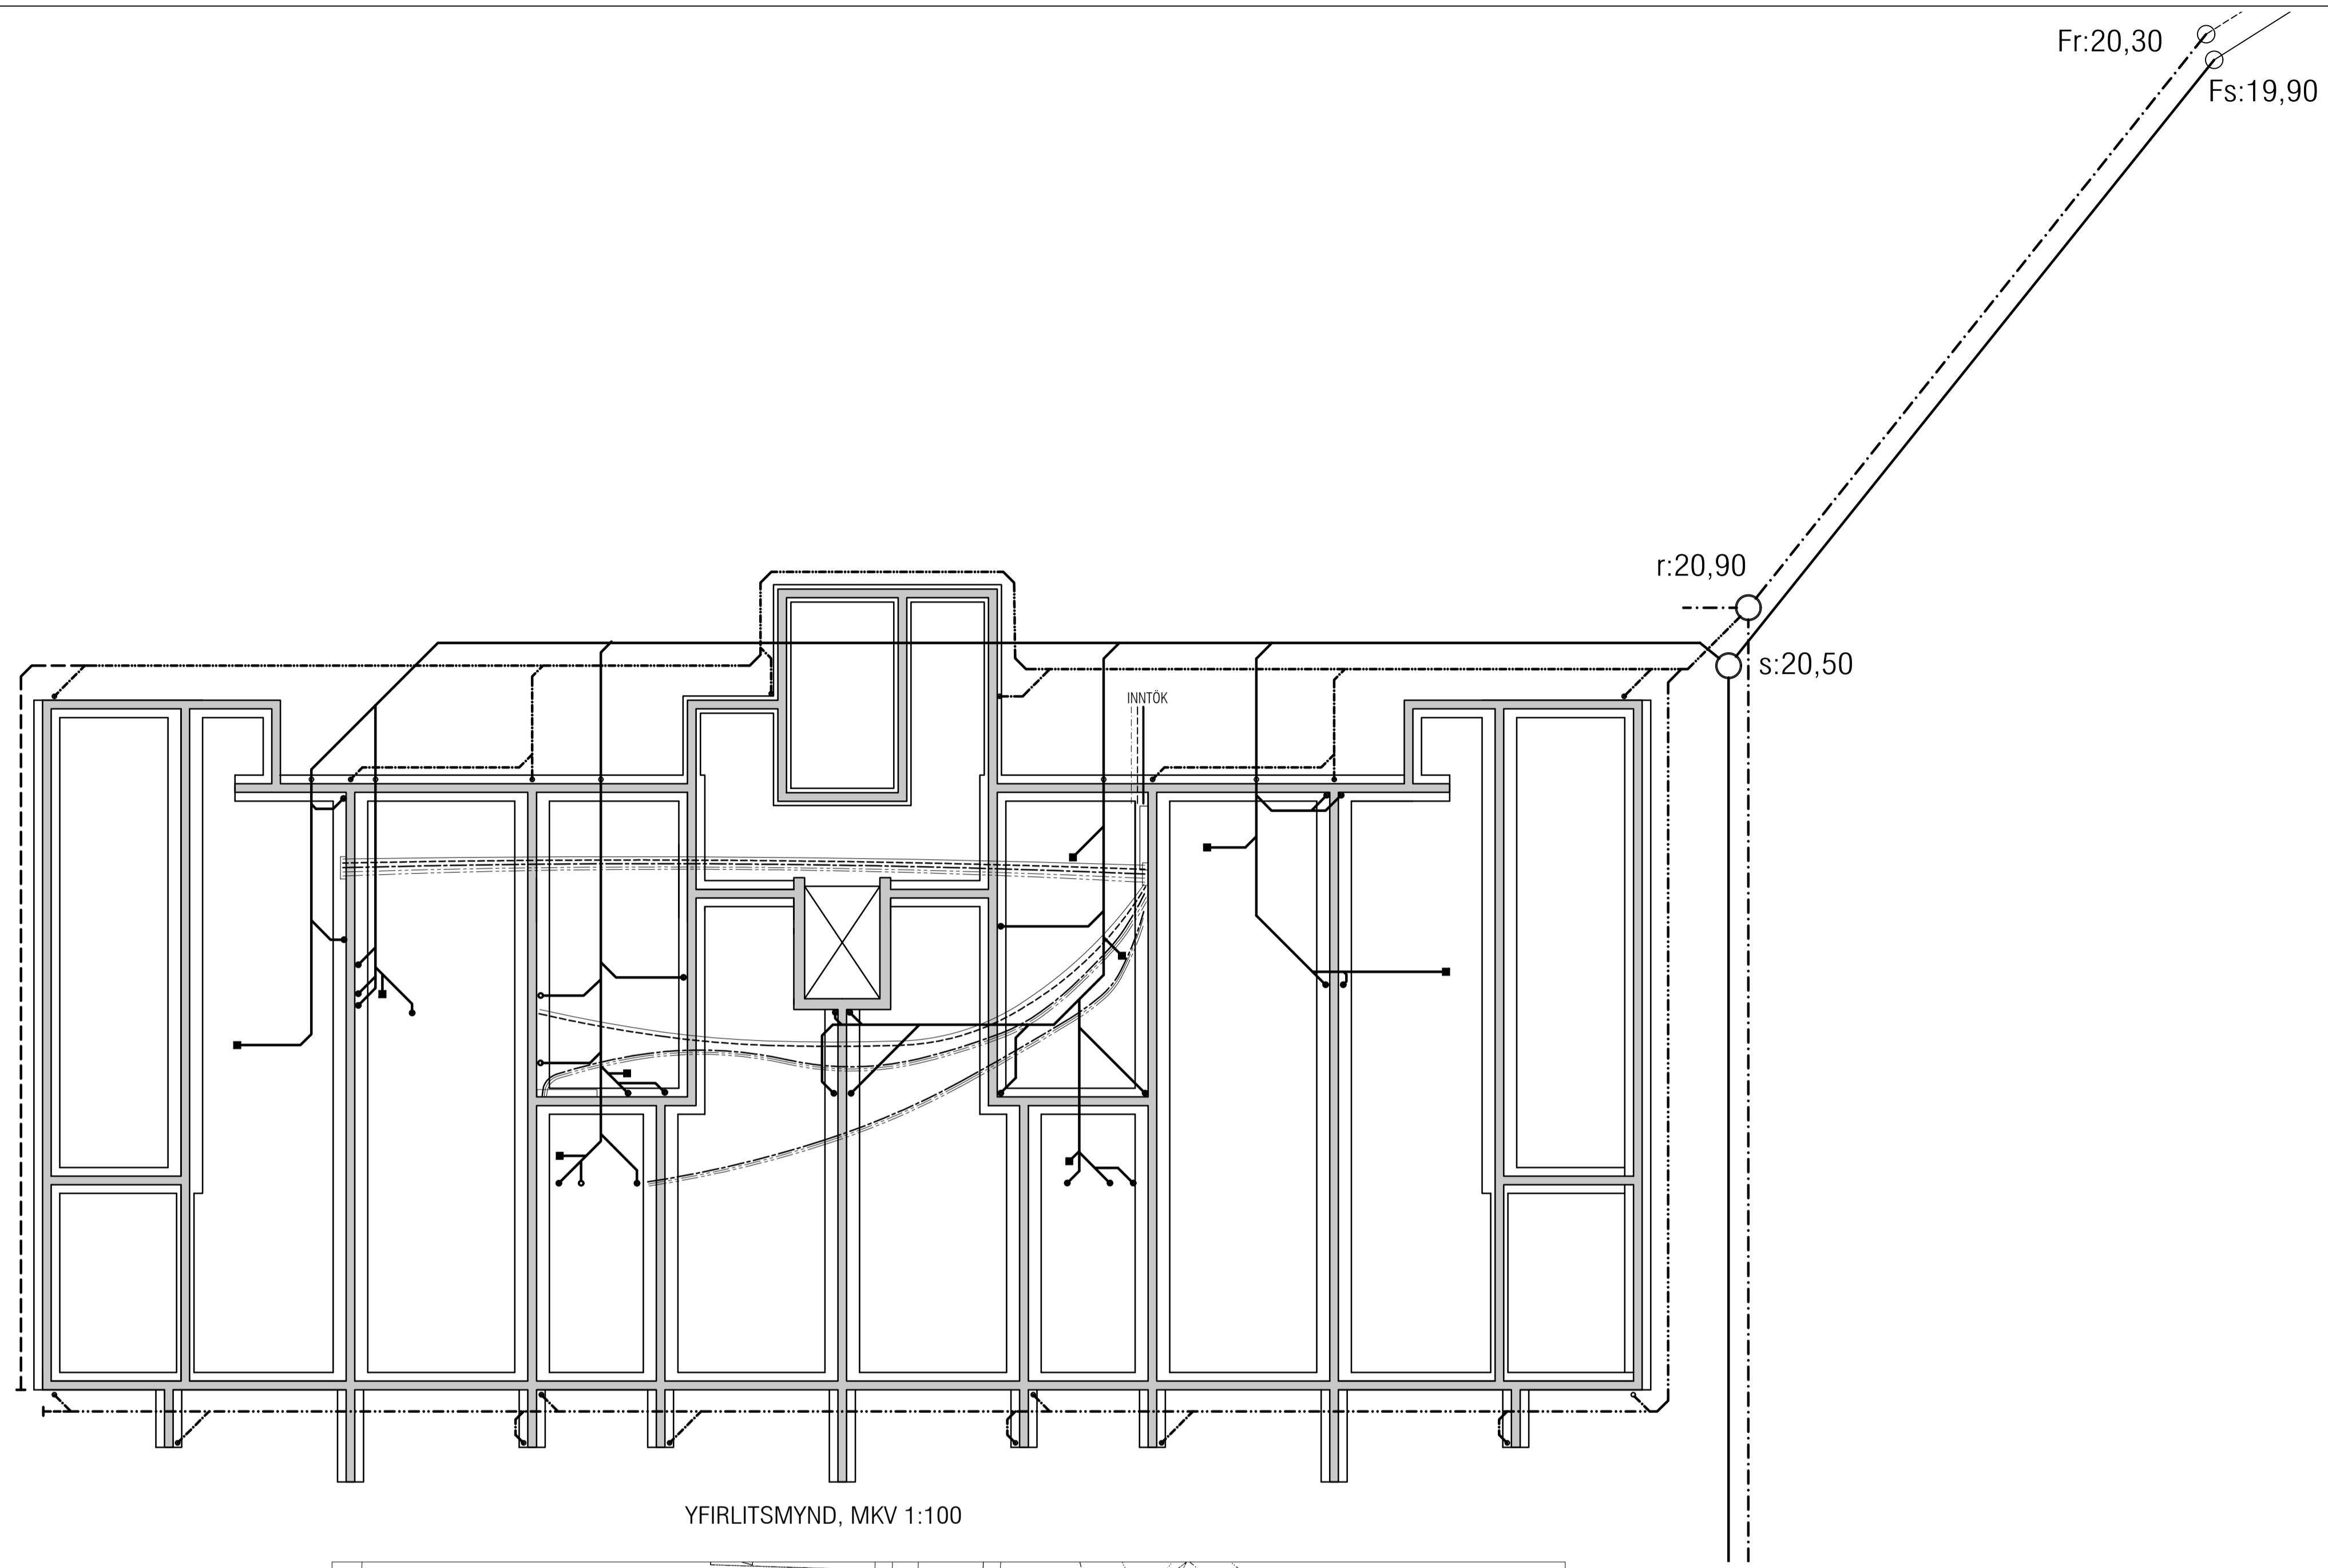 Fr:20,30
Fs:19,90
r:20,90
s:20,50
INNTÖK
YFIRLITSMYND, MKV 1:100